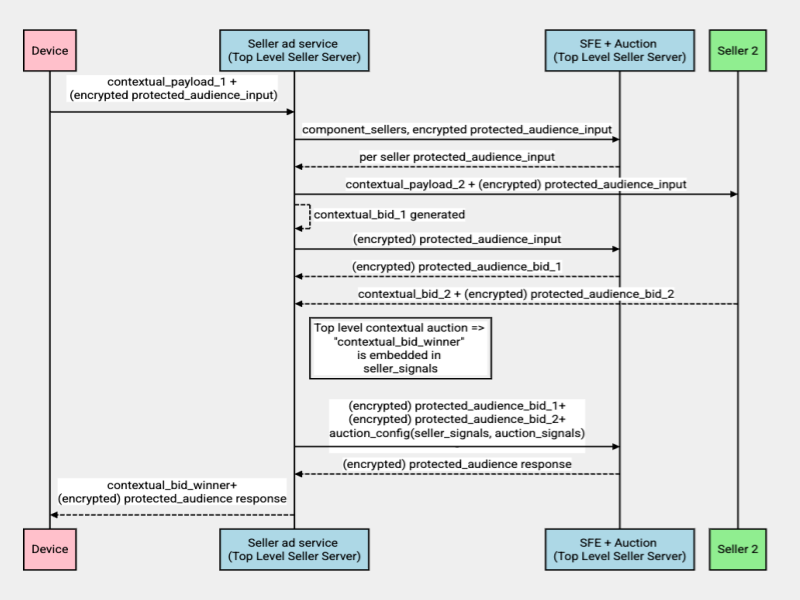 Device
Seller ad service
(Top Level Seller Server)
SFE + Auction
(Top Level Seller Server)
Seller 2
contextual_payload_1 +
(encrypted protected_audience_input)
component_sellers, encrypted protected_audience_input
per seller protected_audience_input
contextual_payload_2 + (encrypted) protected_audience_input
contextual_bid_1 generated
(encrypted) protected_audience_input
(encrypted) protected_audience_bid_1
contextual_bid_2 + (encrypted) protected_audience_bid_2
Top level contextual auction =>
"contextual_bid_winner"
is embedded in
seller_signals
(encrypted) protected_audience_bid_1+
(encrypted) protected_audience_bid_2+
auction_config(seller_signals, auction_signals)
(encrypted) protected_audience response
contextual_bid_winner+
(encrypted) protected_audience response
Device
Seller ad service
(Top Level Seller Server)
SFE + Auction
(Top Level Seller Server)
Seller 2